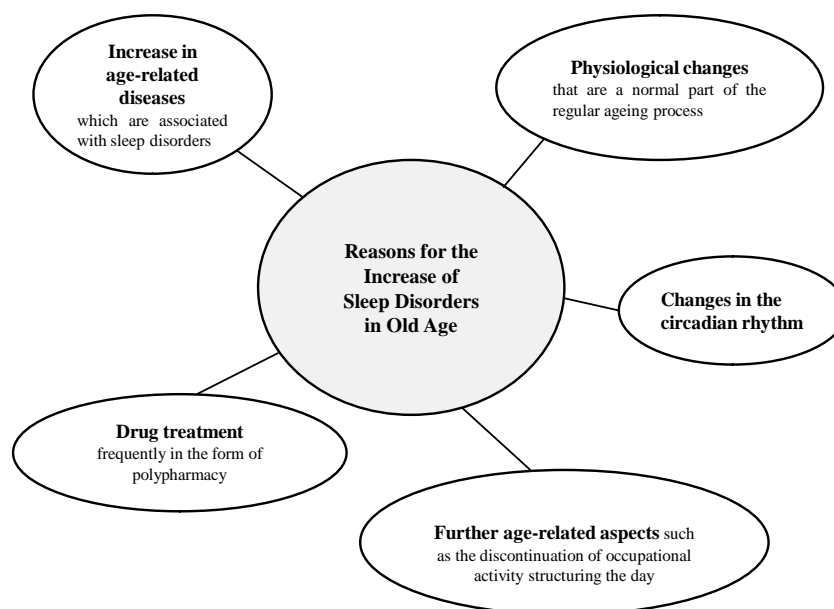 Increase in
age-related
diseases
which are associated
with sleep disorders
Physiological changes
that are a normal part of the
regular ageing process
Reasons for the
Increase of
Sleep Disorders
in Old Age
Changes in the
circadian rhythm
Drug treatment
frequently in the form of
polypharmacy
Further age-related aspects such
as the discontinuation of occupational
activity structuring the day